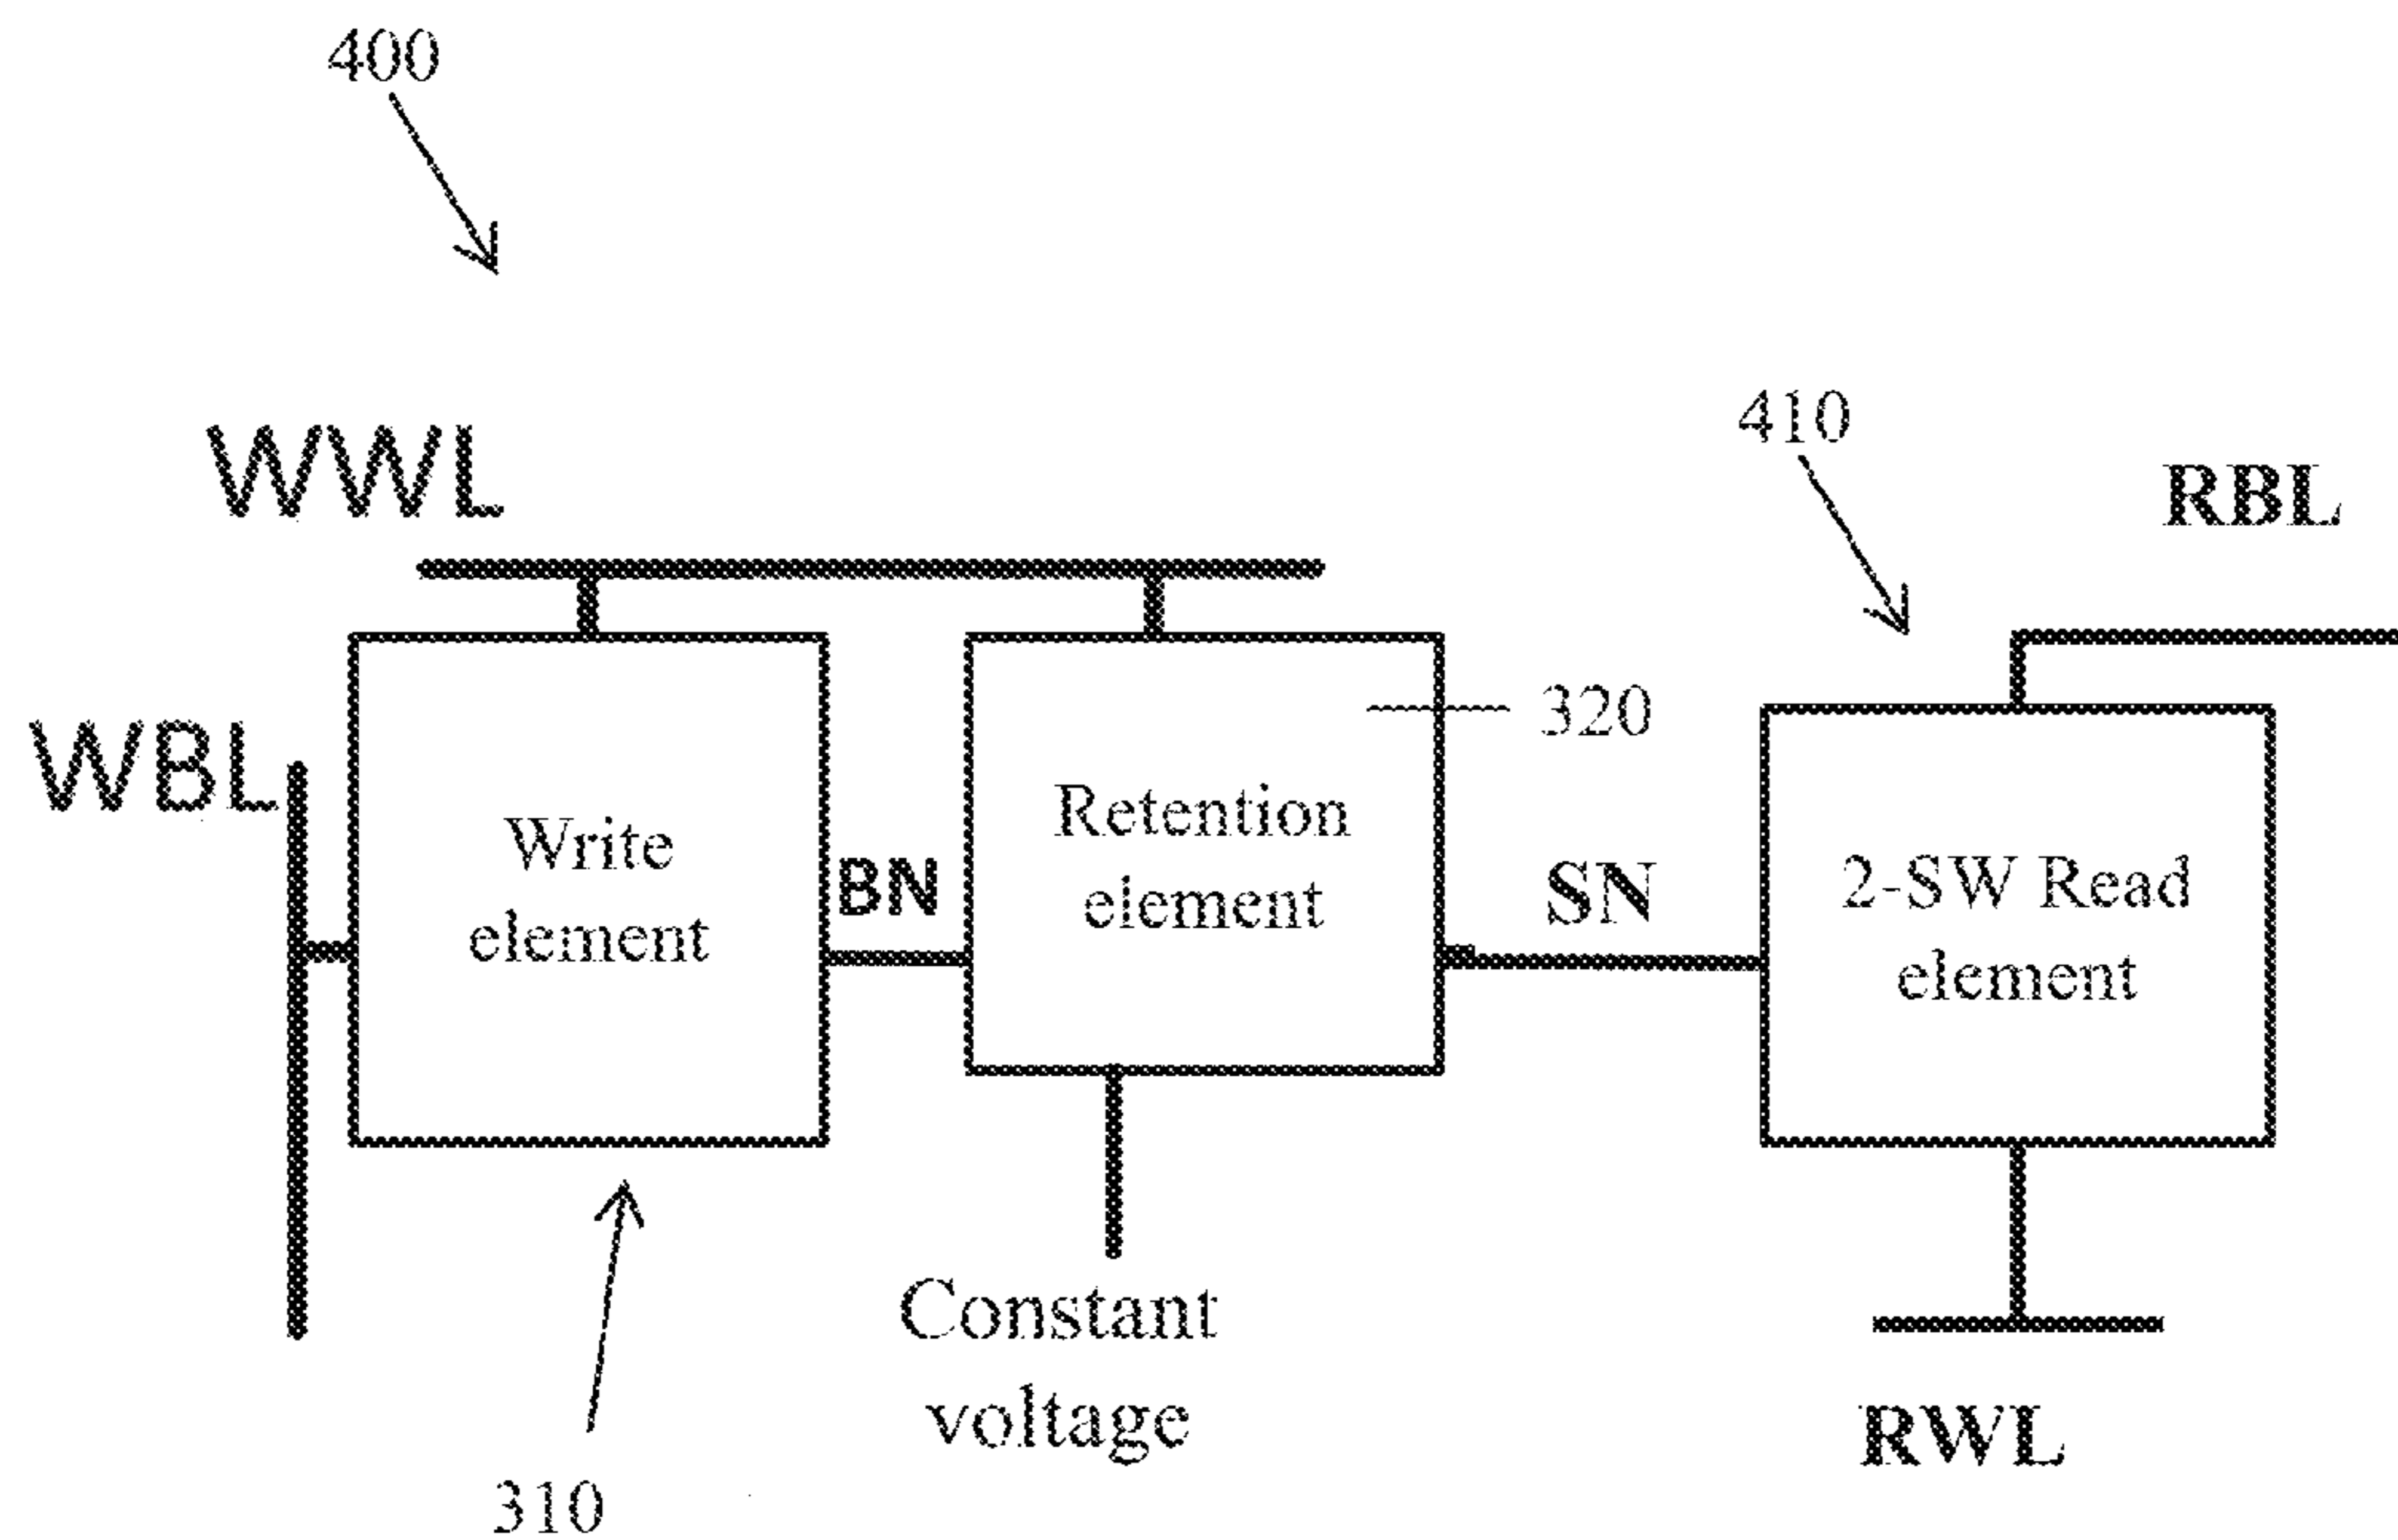 400
410
WWL
RBL
320
WBL
Write
element
BN
Retention
element
SN
2-SW Read
element
Constant
voltage
RWL
310